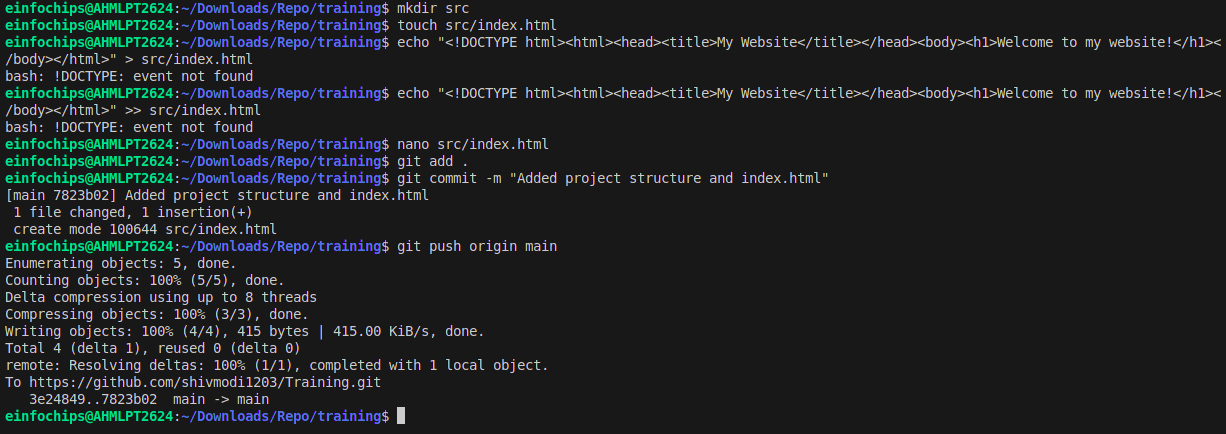 einfochips@AHMLPT2624:~/Downloads/Repo/training$ mkdir src
einfochips@AHMLPT2624:~/Downloads/Repo/training$ touch src/index.html
einfochips@AHMLPT2624:~/Downloads/Repo/training$ echo "<!DOCTYPE html><html><head><title>My Website</title></head><body><h1>Welcome to my website!</h1><
/body></html>" > src/index.html
bash: !DOCTYPE: event not found
einfochips@AHMLPT2624:~/Downloads/Repo/training$ echo "<!DOCTYPE html><html><head><title>My Website</title></head><body><h1>Welcome to my website!</h1><
/body></html>" >> src/index.html
bash: !DOCTYPE: event not found
einfochips@AHMLPT2624:~/Downloads/Repo/training$ nano src/index.html
einfochips@AHMLPT2624:~/Downloads/Repo/training$ git add .
einfochips@AHMLPT2624:~/Downloads/Repo/training$ git commit -m "Added project structure and index.html"
[main 7823b02] Added project structure and index.html
 1 file changed, 1 insertion(+)
 create mode 100644 src/index.html
einfochips@AHMLPT2624:~/Downloads/Repo/training$ git push origin main
Enumerating objects: 5, done.
Counting objects: 100% (5/5), done.
Delta compression using up to 8 threads
Compressing objects: 100% (3/3), done.
Writing objects: 100% (4/4), 415 bytes | 415.00 KiB/s, done.
Total 4 (delta 1), reused 0 (delta 0)
remote: Resolving deltas: 100% (1/1), completed with 1 local object.
To https://github.com/shivmodi1203/Training.git
   3e24849..7823b02  main -> main
einfochips@AHMLPT2624:~/Downloads/Repo/training$